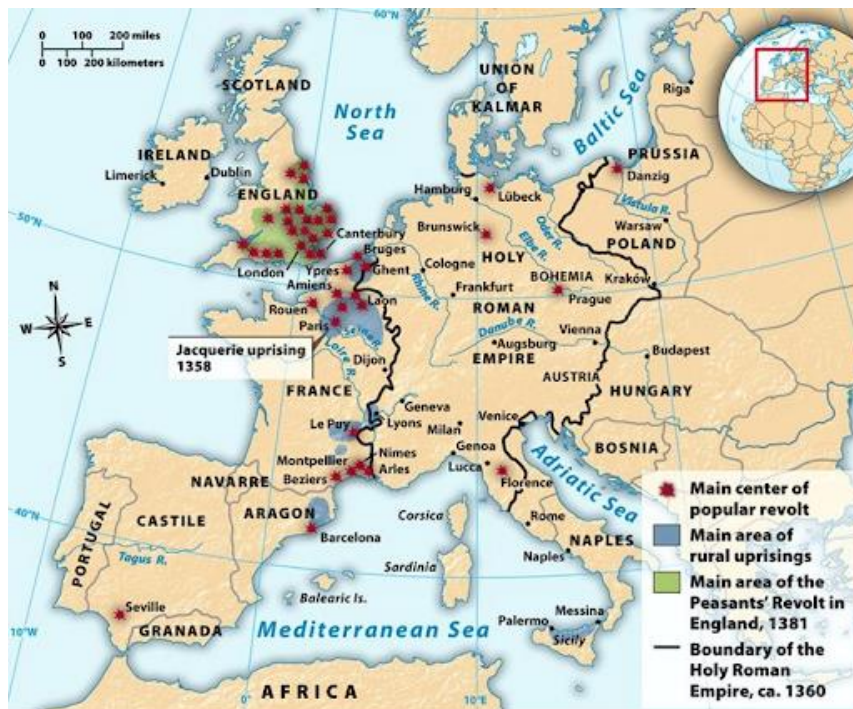 0 100 200 miles
0 100 200 kilometers
60°N
SCOTLAND
North
Sea
UNION
OF
KALMAR
Baltic Sea
Riga
IRELAND
Limerick
Dublin
ENGLAND
PRUSSIA
Danzig
Hamburg
Lübeck
50°N
Canterbury
Brunswick
Oder R.
Elbe R.
Vistula R.
Warsaw
POLAND
London
Bruges
Ypres
Ghent
Cologne
HOLY
Amiens
BOHEMIA
Kraków
Rouen
Laon
Rhine R.
Frankfurt
Prague
ROMAN
Paris
Seine R.
Danube R.
Vienna
N
W E
S
Jacquerie uprising
1358
Loire R.
Augsburg
Budapest
Dijon
EMPIRE
AUSTRIA
HUNGARY
FRANCE
Geneva
Le Puy
Lyons
Milan
Venice
BOSNIA
Genoa
Adriatic Sea
Montpellier
Nimes
NAVARRE
Beziers
Arles
Lucca
Florence
PORTUGAL
CASTILE
ARAGON
Corsica
Rome
40°N
Barcelona
NAPLES
Tagus R.
Sardinia
Naples
Balearic Is.
Seville
Palermo
Messina
10°W
GRANADA
Mediterranean Sea
Sicily
0°
AFRICA
10°E
Main center of
popular revolt
Main area of
rural uprisings
Main area of the
Peasants' Revolt in
England, 1381
Boundary of the
Holy Roman
Empire, ca. 1360